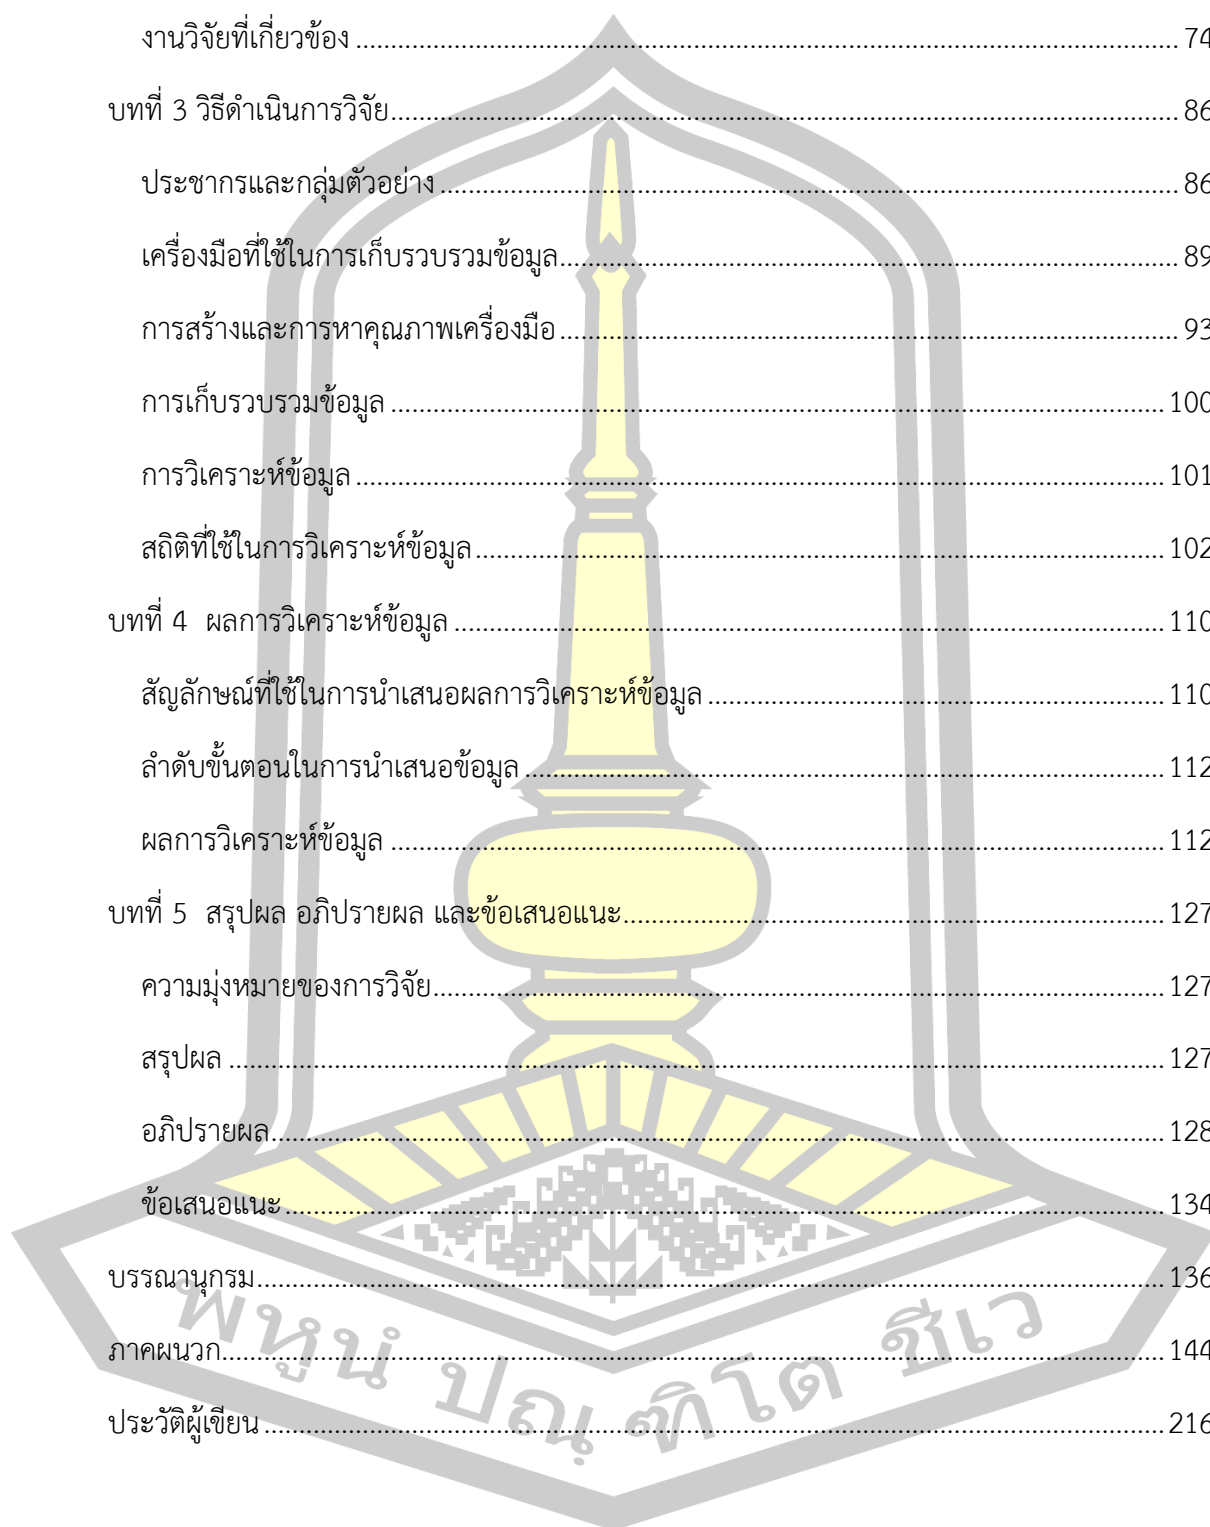 งานวิจัยที่เกี่ยวข้อง ........ 74
บทที่ 3 วิธีดำเนินการวิจัย ........ 86
ประชากรและกลุ่มตัวอย่าง ........ 86
เครื่องมือที่ใช้ในการเก็บรวบรวมข้อมูล ........ 89
การสร้างและการหาคุณภาพเครื่องมือ ........ 93
การเก็บรวบรวมข้อมูล ........ 100
การวิเคราะห์ข้อมูล ........ 101
สถิติที่ใช้ในการวิเคราะห์ข้อมูล ........ 102
บทที่ 4 ผลการวิเคราะห์ข้อมูล ........ 110
สัญลักษณ์ที่ใช้ในการนำเสนอผลการวิเคราะห์ข้อมูล ........ 110
ลำดับขั้นตอนในการนำเสนอข้อมูล ........ 112
ผลการวิเคราะห์ข้อมูล ........ 112
บทที่ 5 สรุปผล อภิปรายผล และข้อเสนอแนะ ........ 127
ความมุ่งหมายของการวิจัย ........ 127
สรุปผล ........ 127
อภิปรายผล ........ 128
ข้อเสนอแนะ ........ 134
บรรณานุกรม ........ 136
ภาคผนวก ........ 144
ประวัติผู้เขียน ........ 216
พหูนํ ปณฺฑิโต ชีเว